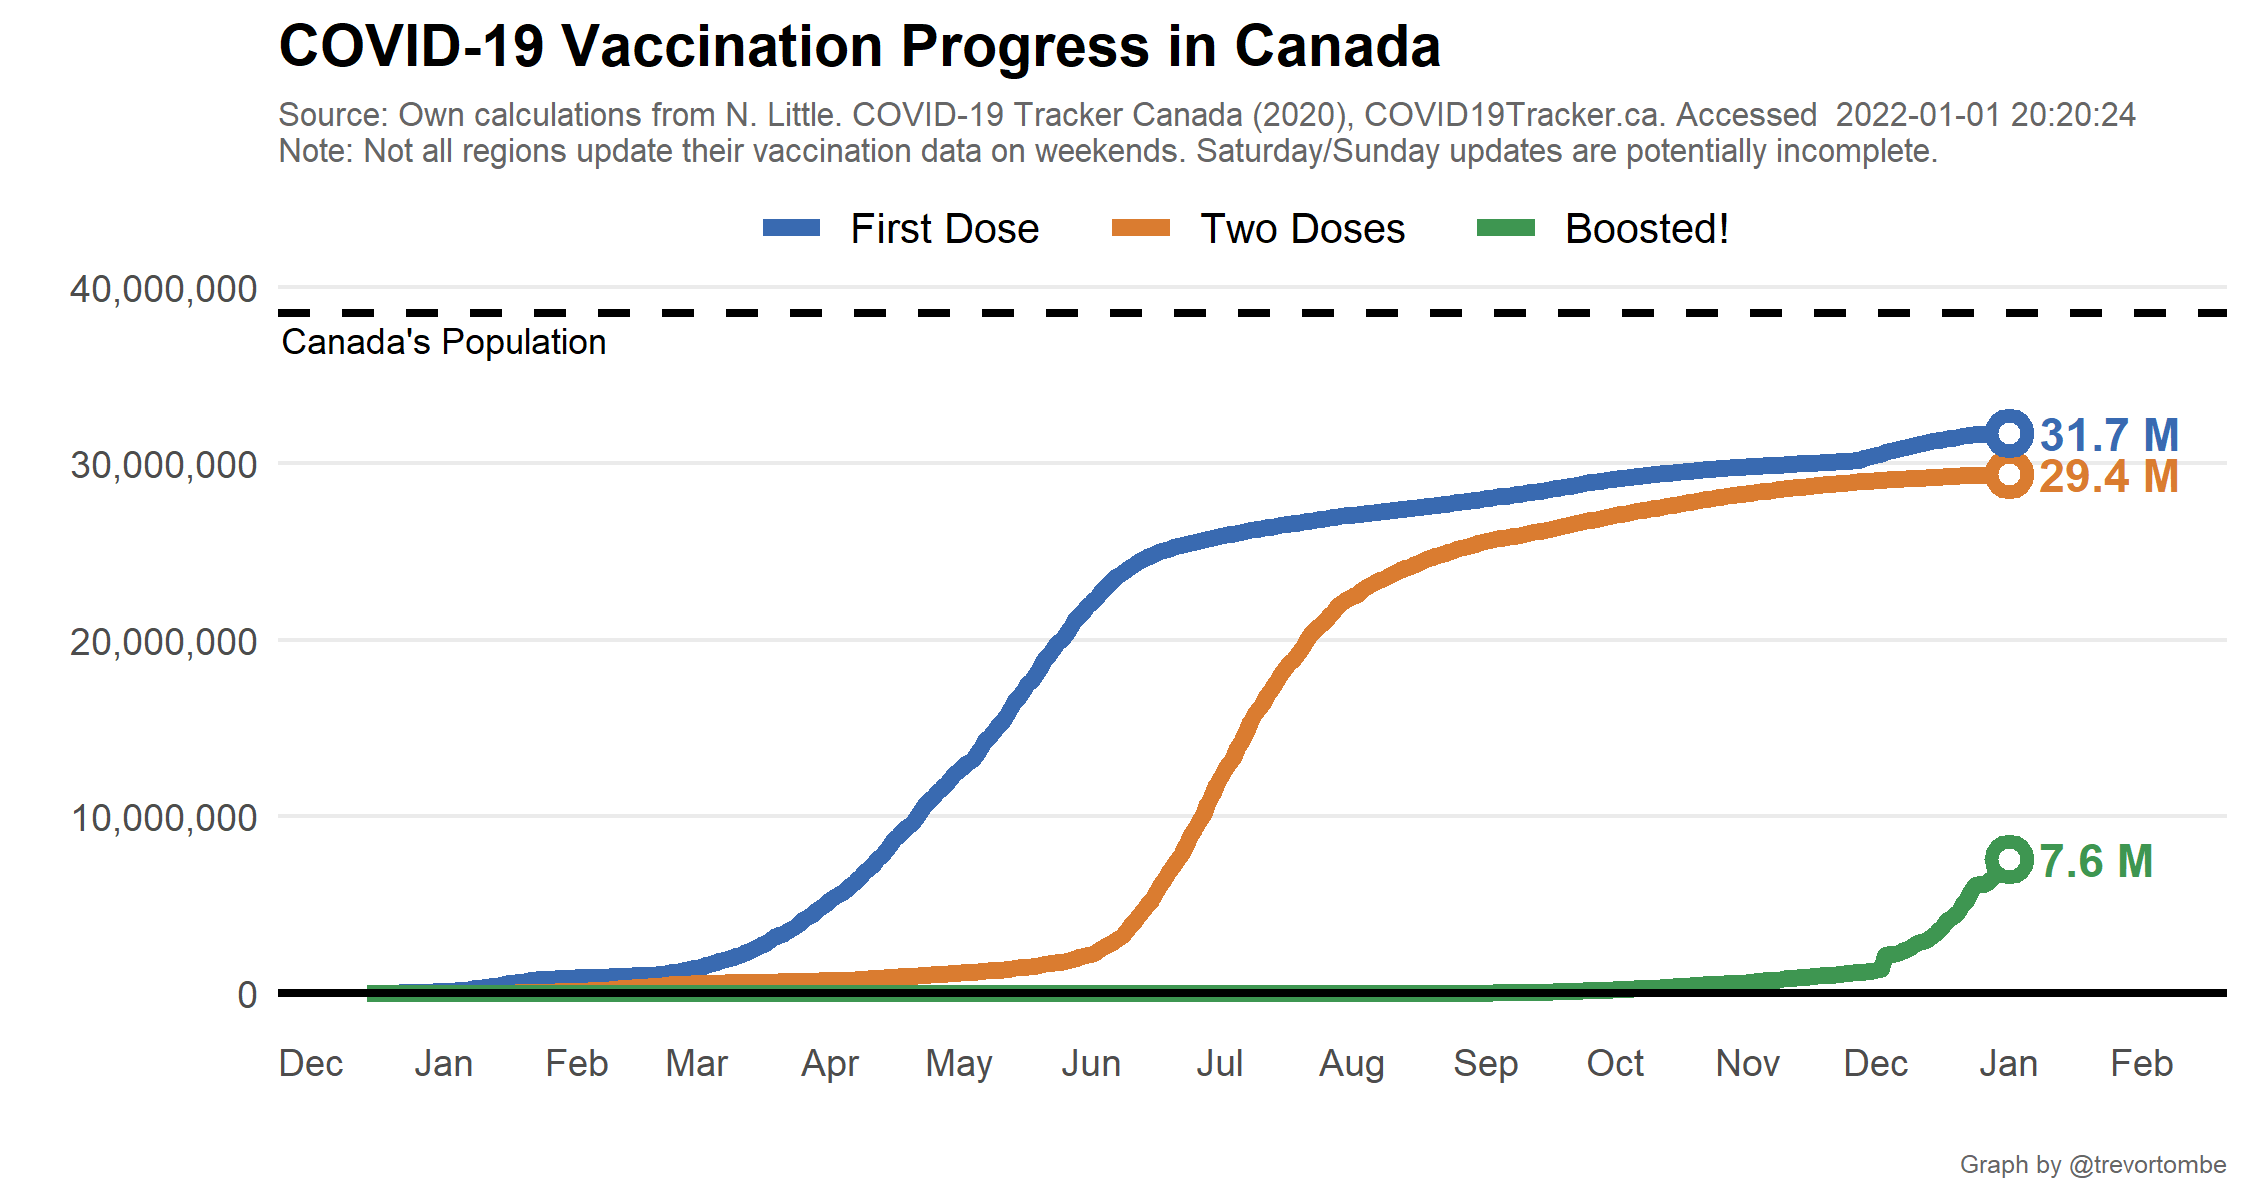 COVID-19 Vaccination Progress in Canada
Source: Own calculations from N. Little. COVID-19 Tracker Canada (2020), COVID19Tracker.ca. Accessed  2022-01-01 20:20:24
Note: Not all regions update their vaccination data on weekends. Saturday/Sunday updates are potentially incomplete.
First Dose Two Doses Boosted!
40,000,000
Canada's Population
31.7 M
30,000,000
29.4 M
20,000,000
10,000,000
7.6 M
0
Dec Jan Feb Mar Apr May Jun Jul Aug Sep Oct Nov Dec Jan Feb
Graph by @trevortombe